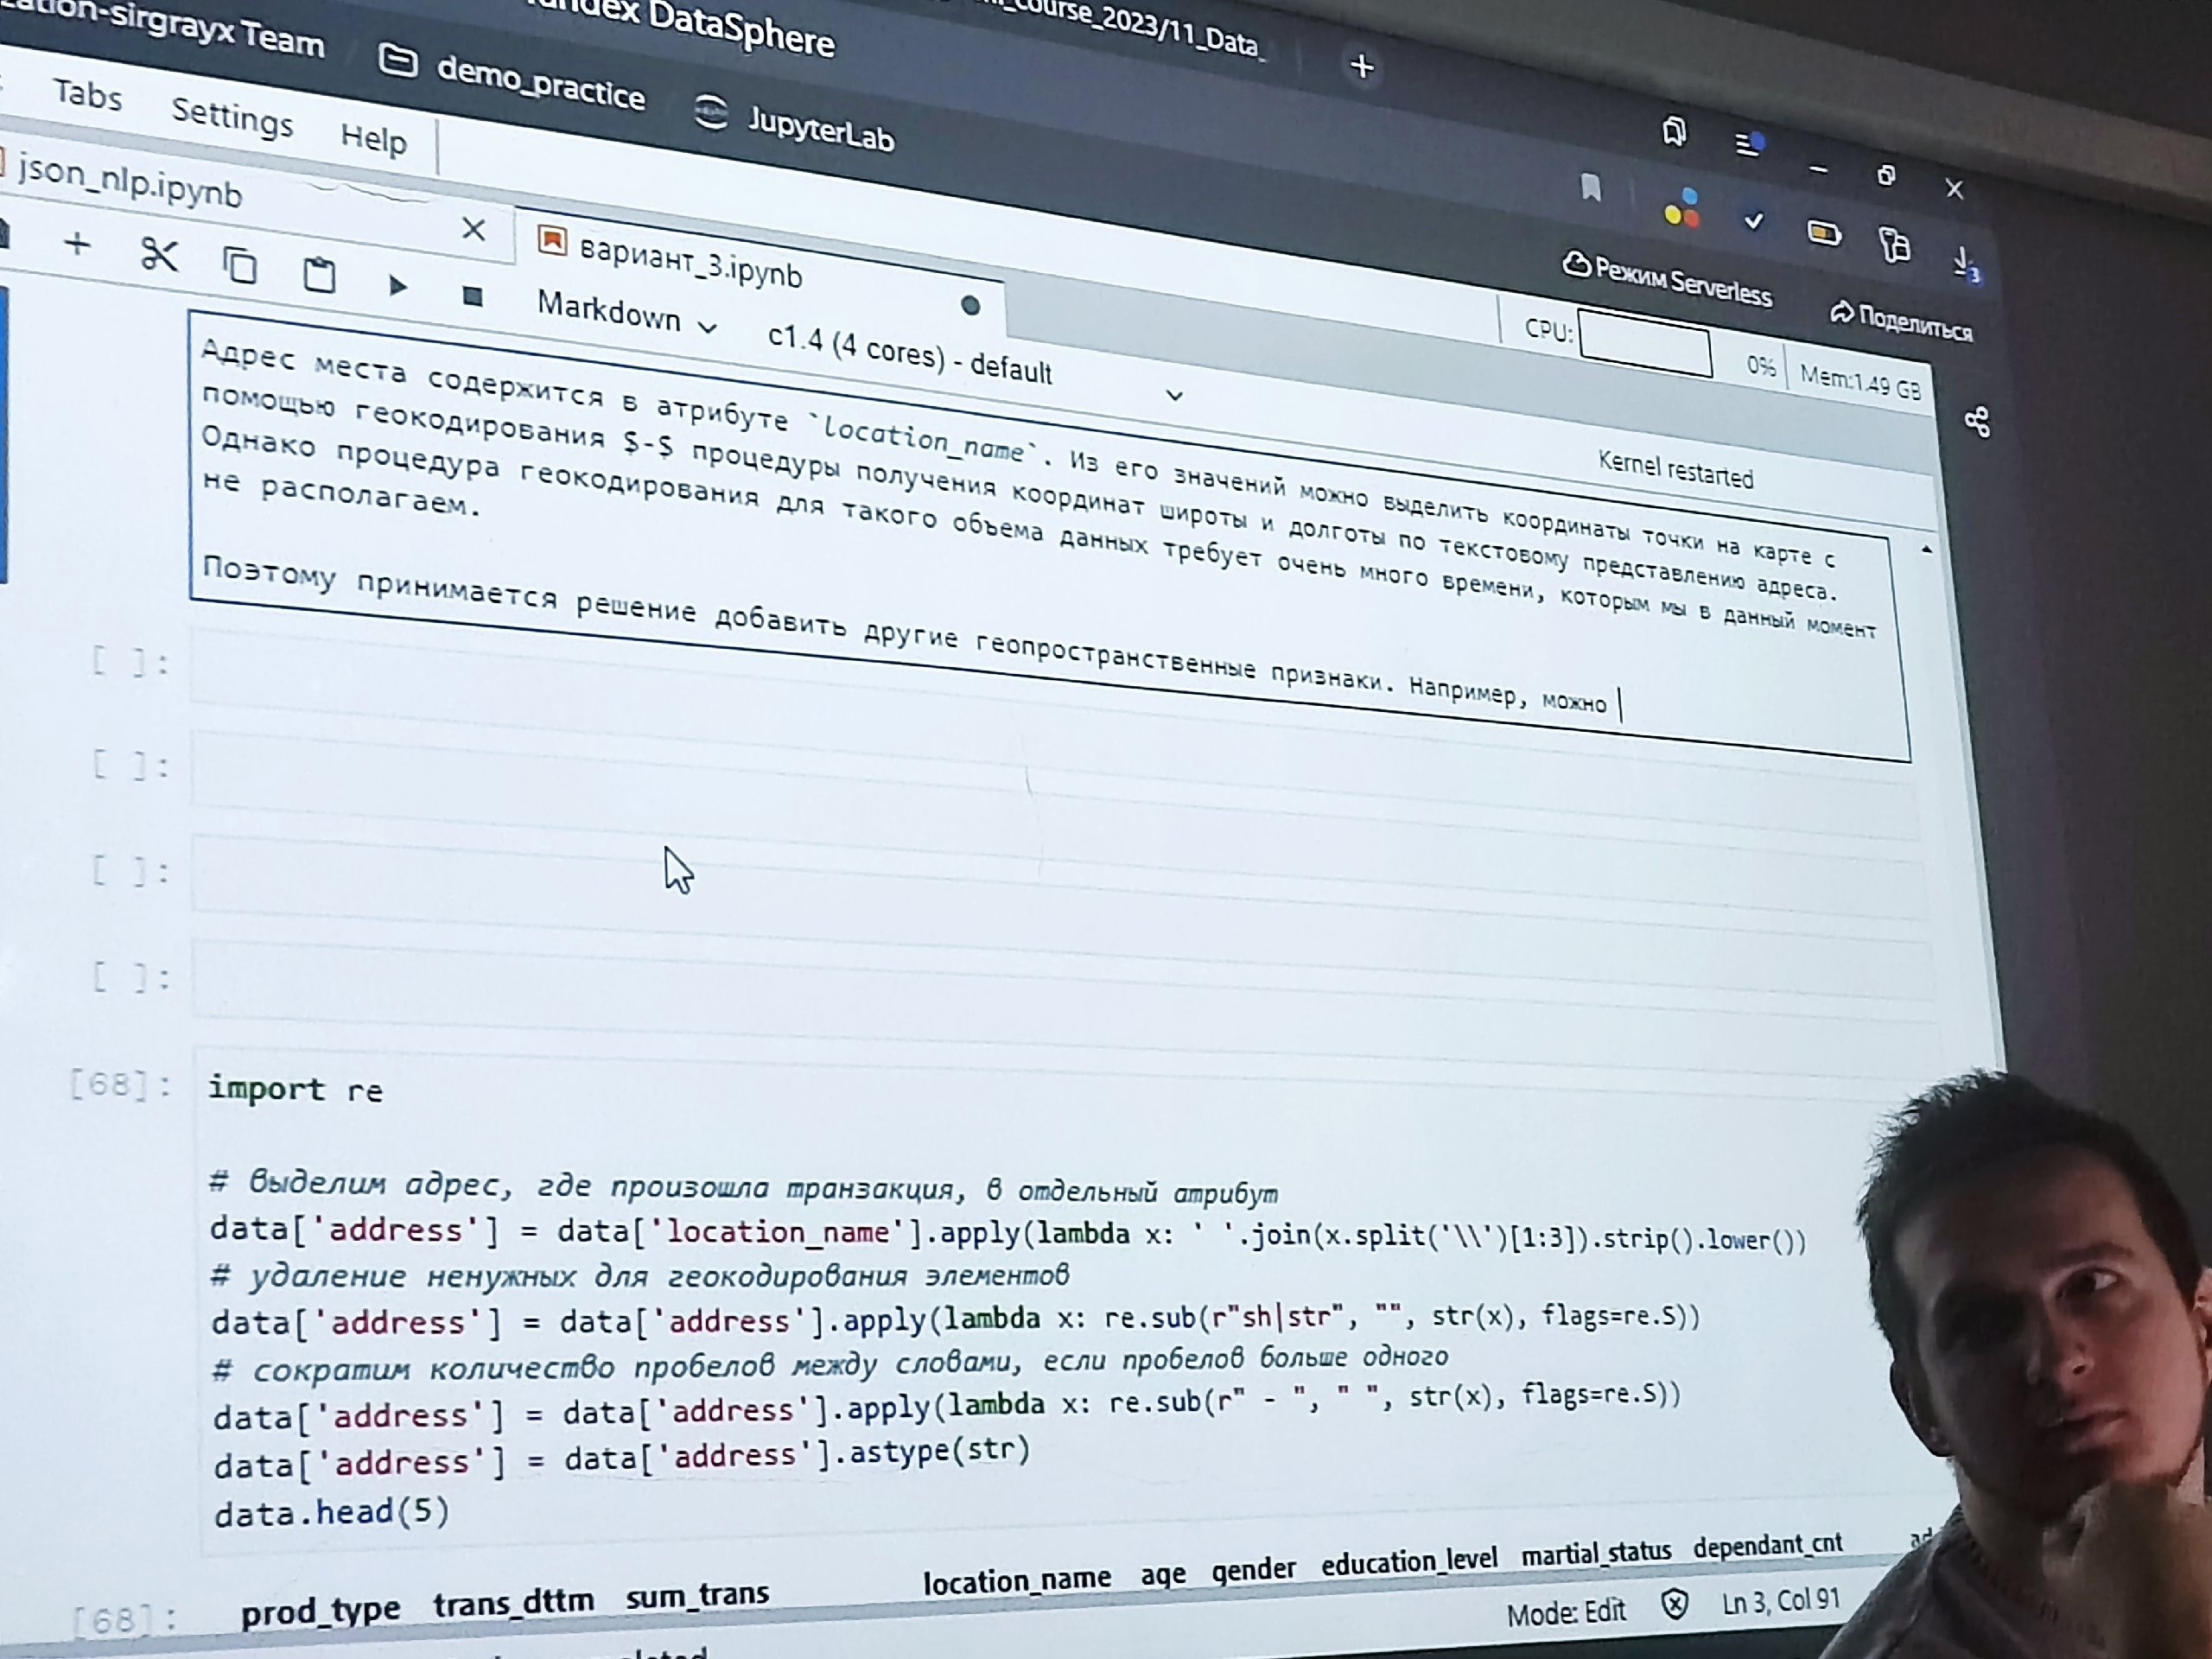 sirgrayx Team
demo_practice
JupyterLab
DataSphere
course_2023/11_Data_
Tabs Settings Help
json_nlp.ipynb
вариант_3.ipynb
Режим Serverless
Поделиться
Markdown
c1.4 (4 cores) - default
CPU:
0%
Mem:1.49 GB
Kernel restarted
Адрес места содержится в атрибуте `location_name`. Из его значений можно выделить координаты точки на карте с
помощью геокодирования $-$ процедуры получения координат широты и долготы по текстовому представлению адреса.
Однако процедура геокодирования для такого объема данных требует очень много времени, которым мы в данный момент
не располагаем.
Поэтому принимается решение добавить другие геопространственные признаки. Например, можно
[ ]:
[ ]:
[ ]:
[ ]:
[68]: import re
# выделим адрес, где произошла транзакция, в отдельный атрибут
data['address'] = data['location_name'].apply(lambda x: ' '.join(x.split('\\')[1:3]).strip().lower())
# удаление ненужных для геокодирования элементов
data['address'] = data['address'].apply(lambda x: re.sub(r"sh|str", "", str(x), flags=re.S))
# сократим количество пробелов между словами, если пробелов больше одного
data['address'] = data['address'].apply(lambda x: re.sub(r" - ", " ", str(x), flags=re.S))
data['address'] = data['address'].astype(str)
data.head(5)
[68]: prod_type trans_dttm sum_trans location_name age gender education_level martial_status dependant_cnt
Mode: Edit
Ln 3, Col 91